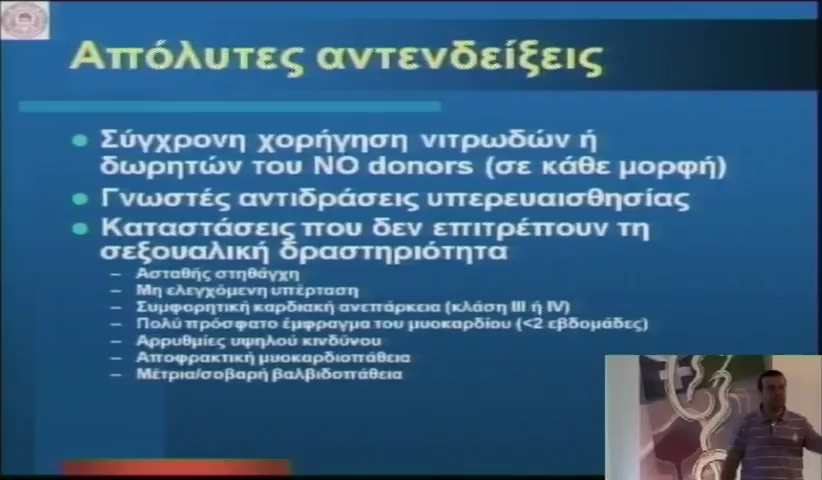 Απόλυτες αντενδείξεις
Σύγχρονη χορήγηση νιτρωδών ή
δωρητών του NO donors (σε κάθε μορφή)
Γνωστές αντιδράσεις υπερευαισθησίας
Καταστάσεις που δεν επιτρέπουν τη
σεξουαλική δραστηριότητα
– Ασταθής στηθάγχη
– Μη ελεγχόμενη υπέρταση
– Συμφορητική καρδιακή ανεπάρκεια (κλάση III ή IV)
– Πολύ πρόσφατο έμφραγμα του μυοκαρδίου (<2 εβδομάδες)
– Αρρυθμίες υψηλού κινδύνου
– Αποφρακτική μυοκαρδιοπάθεια
– Μέτρια/σοβαρή βαλβιδοπάθεια